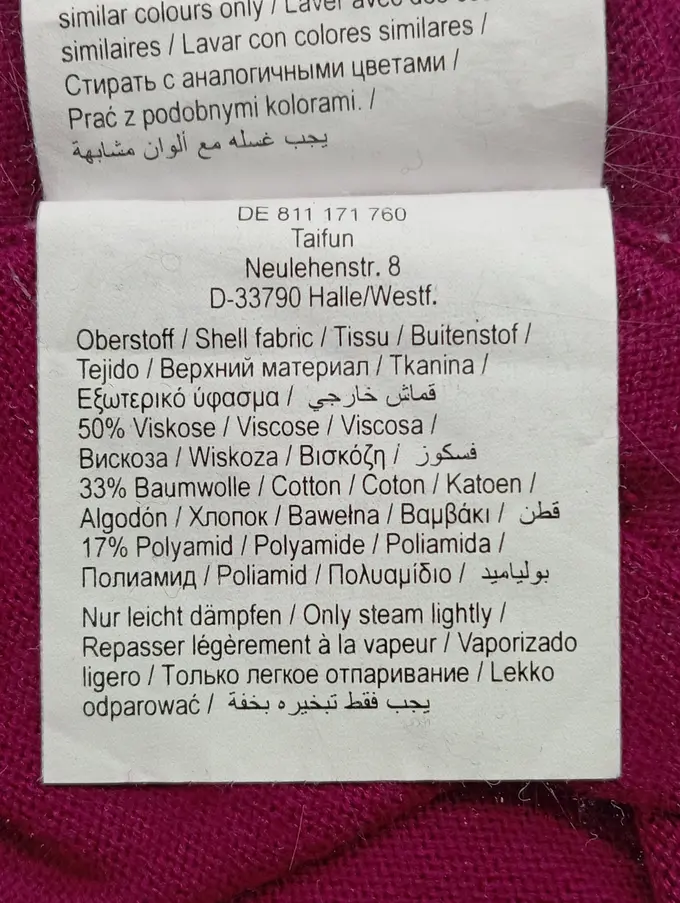 similar colours only / Laver
similaires / Lavar con colores similares /
Стирать с аналогичными цветами /
Prać z podobnymi kolorami. /
يجب غسله مع ألوان مشابهة
DE 811 171 760
Taifun
Neulehenstr. 8
D-33790 Halle/Westf.
Oberstoff / Shell fabric / Tissu / Buitenstof /
Tejido / Верхний материал / Tkanina /
Εξωτερικό ύφασμα / قماش خارجي
50% Viskose / Viscose / Viscosa /
Вискоза / Wiskoza / Βισκόζη / فسكوز
33% Baumwolle / Cotton / Coton / Katoen /
Algodón / Хлопок / Bawełna / Βαμβάκι / قطن
17% Polyamid / Polyamide / Poliamida /
Полиамид / Poliamid / Πολυαμίδιο / بولياميد
Nur leicht dämpfen / Only steam lightly /
Repasser légèrement à la vapeur / Vaporizado
ligero / Только легкое отпаривание / Lekko
odparować / يجب فقط تبخيره بخفة